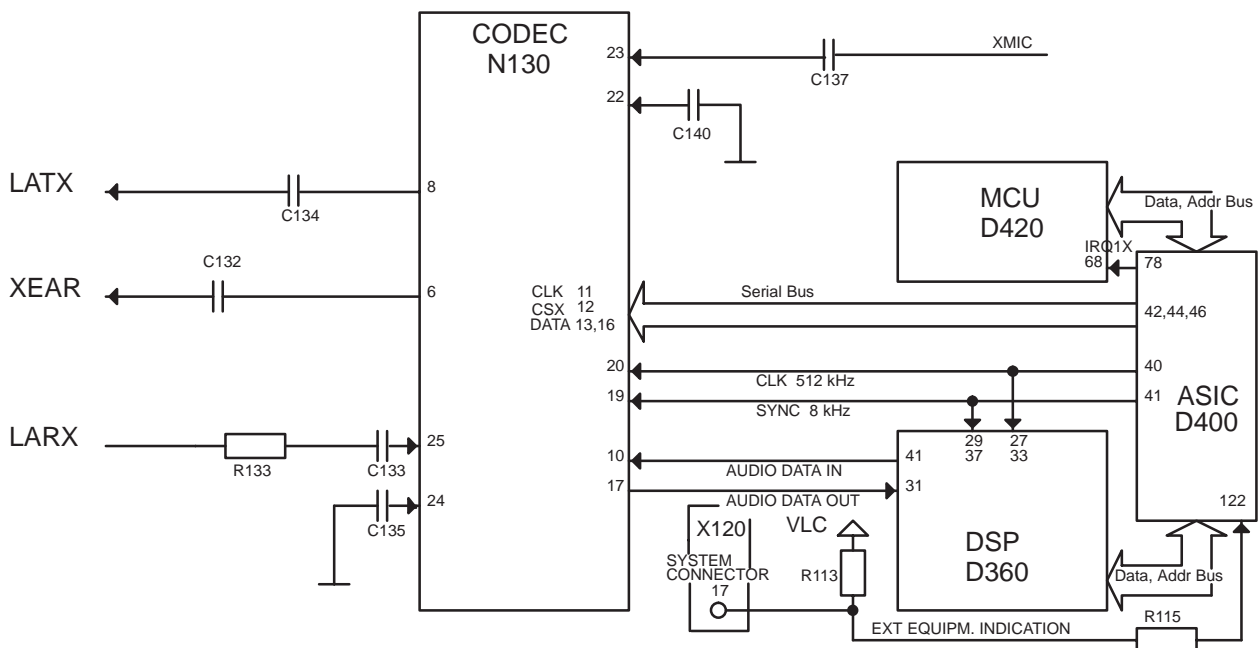 CODEC
N130
23
XMIC
C137
22
C140
LATX
8
C134
MCU
D420
Data, Addr Bus
IRQ1X
68
78
C132
XEAR
6
CLK 11
CSX 12
DATA 13,16
Serial Bus
42,44,46
20
40
CLK 512 kHz
19
41
SYNC 8 kHz
ASIC
D400
LARX
25
R133
C133
29
37
27
33
10
41
AUDIO DATA IN
17
31
AUDIO DATA OUT
24
C135
122
X120
VLC
DSP
D360
SYSTEM
CONNECTOR
17
R113
Data, Addr Bus
EXT EQUIPM. INDICATION
R115